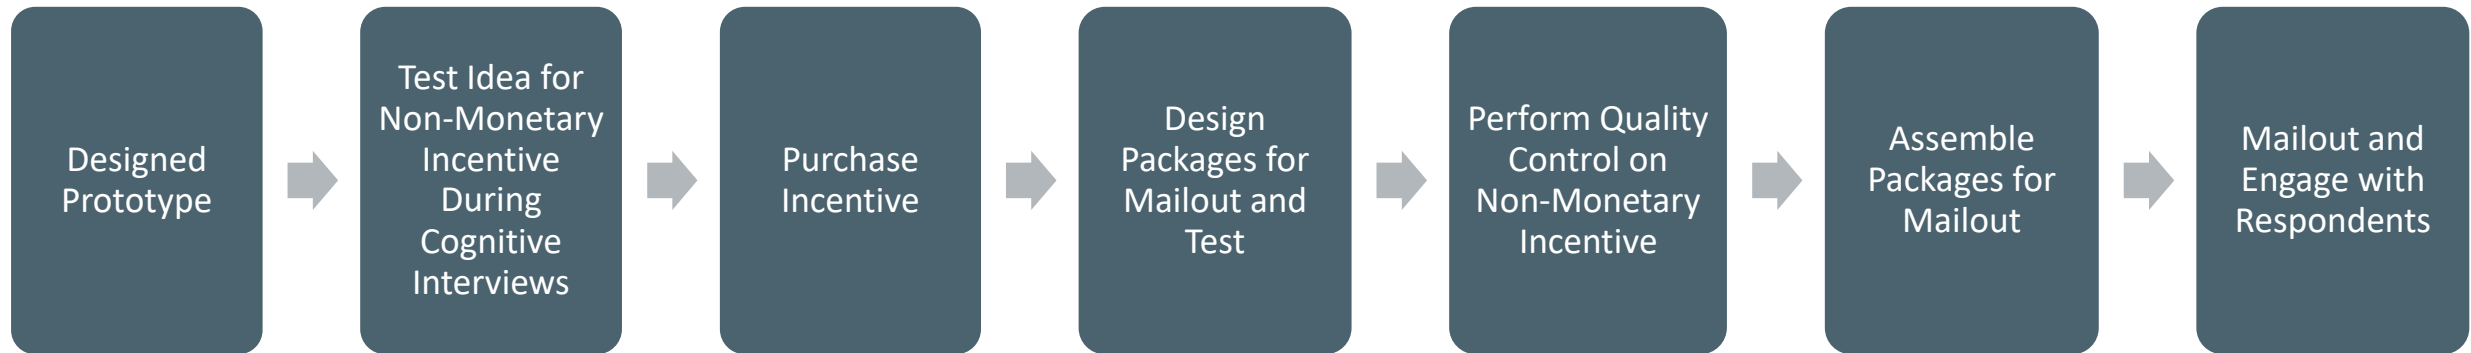 Designed
Prototype
Test Idea for
Non-Monetary
Incentive
During
Cognitive
Interviews
Purchase
Incentive
Design
Packages for
Mailout and
Test
Perform Quality
Control on
Non-Monetary
Incentive
Assemble
Packages for
Mailout
Mailout and
Engage with
Respondents